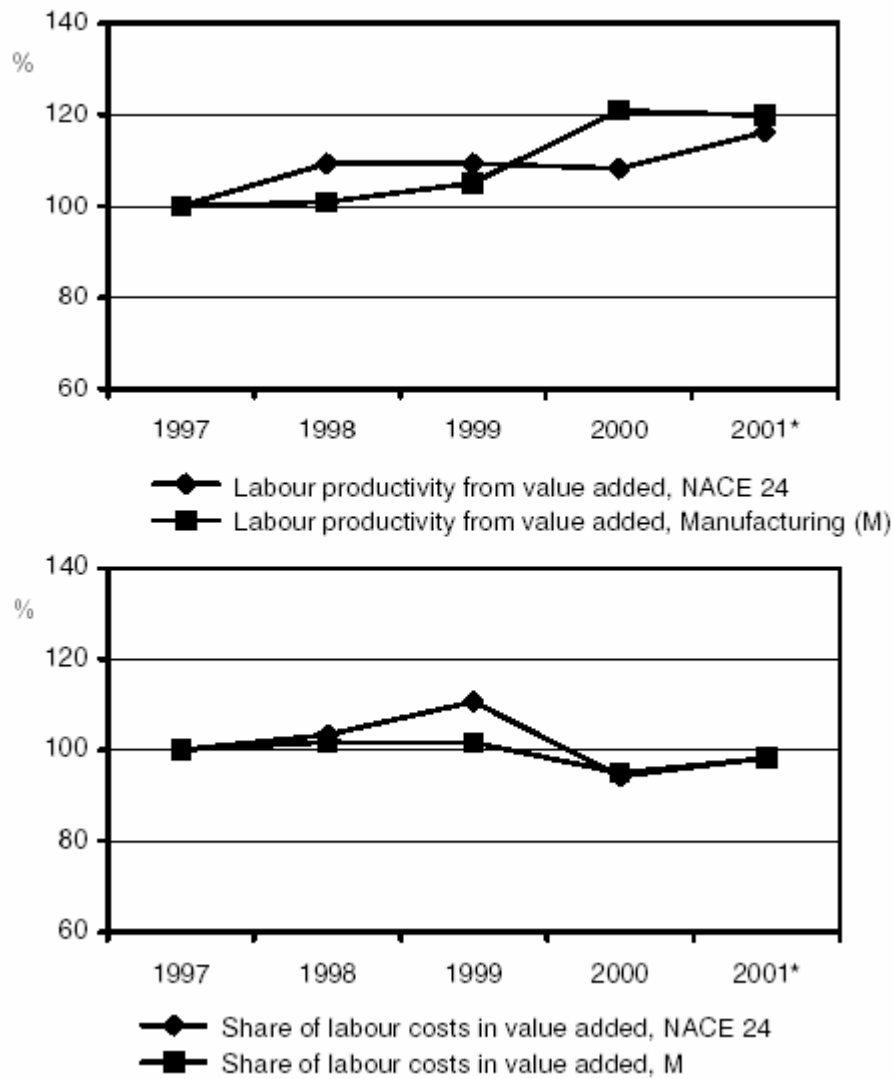 140
%
120
100
80
60
1997 1998 1999 2000 2001*
Labour productivity from value added, NACE 24
Labour productivity from value added, Manufacturing (M)
140
%
120
100
80
60
1997 1998 1999 2000 2001*
Share of labour costs in value added, NACE 24
Share of labour costs in value added, M